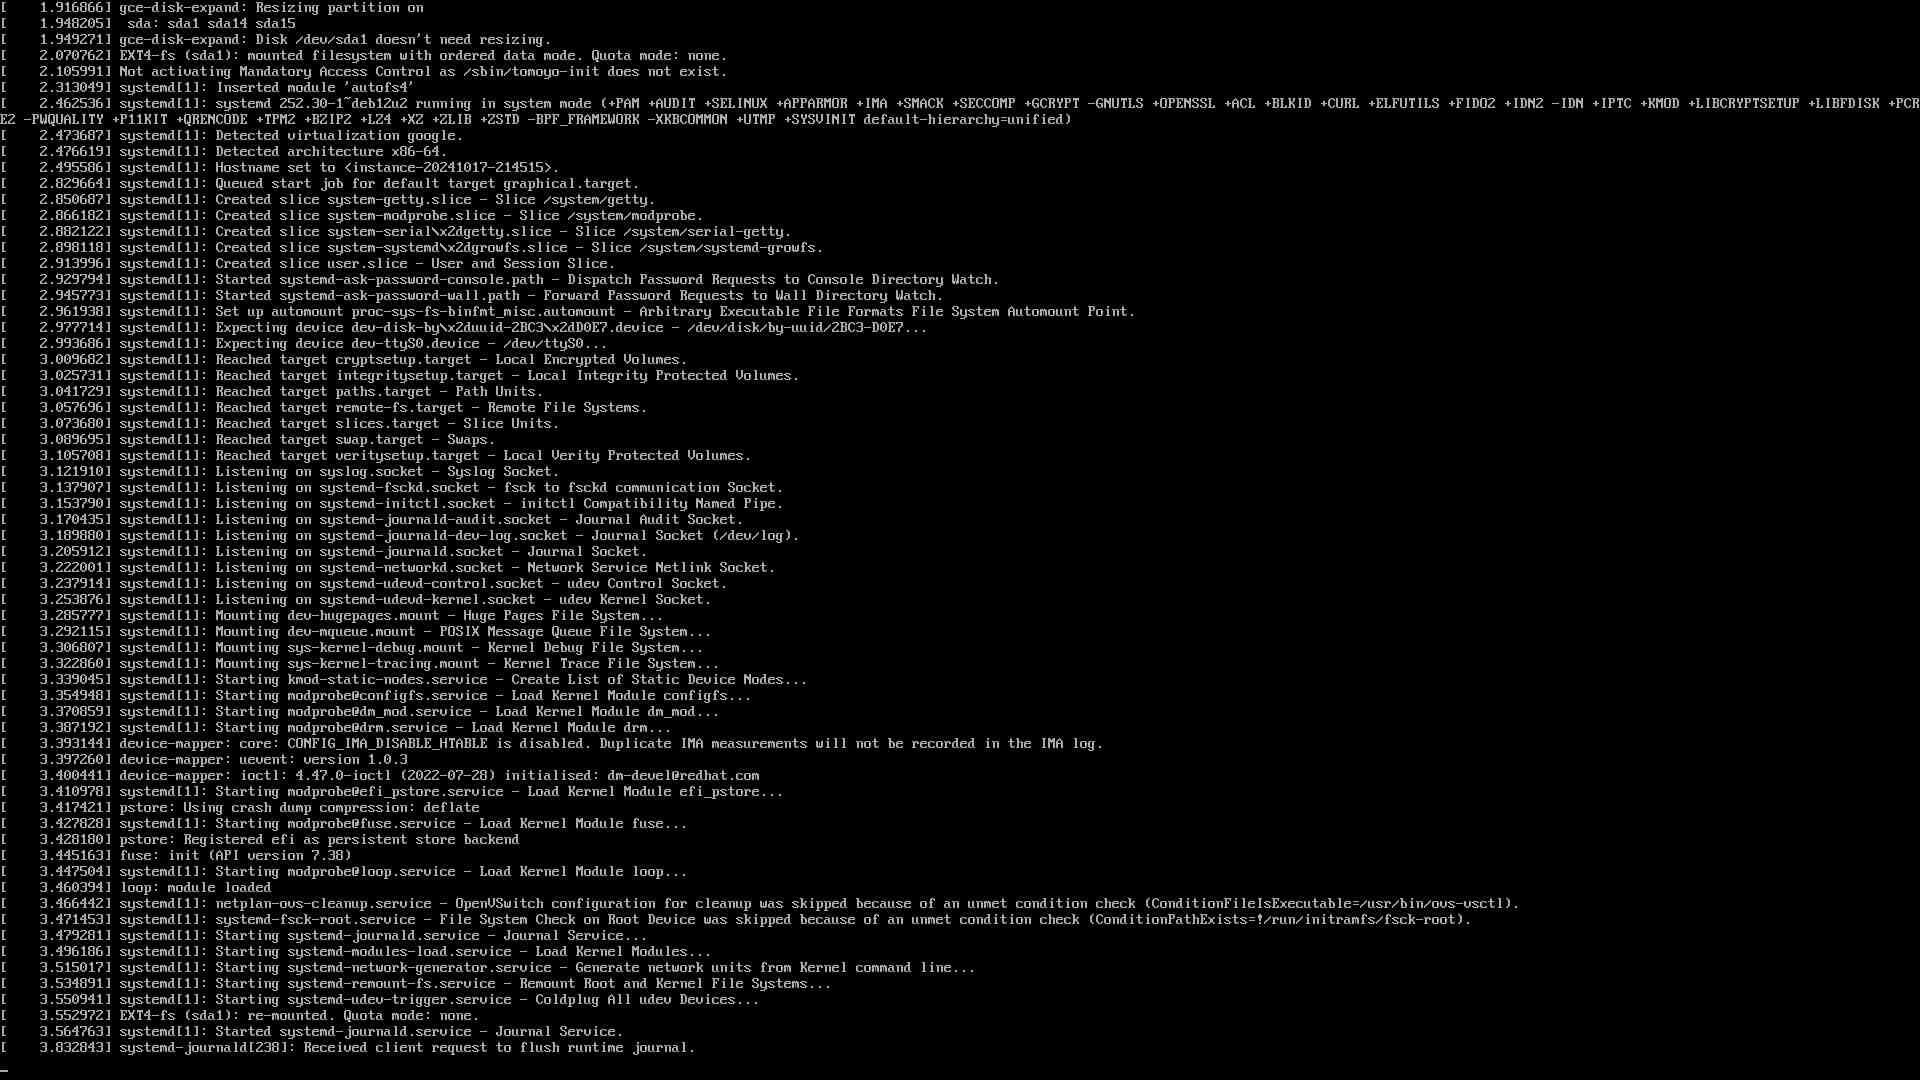 [    1.916866] gce-disk-expand: Resizing partition on
[    1.948205]  sda: sda1 sda14 sda15
[    1.949271] gce-disk-expand: Disk /dev/sda1 doesn't need resizing.
[    2.070762] EXT4-fs (sda1): mounted filesystem with ordered data mode. Quota mode: none.
[    2.105991] Not activating Mandatory Access Control as /sbin/tomoyo-init does not exist.
[    2.313049] systemd[1]: Inserted module 'autofs4'
[    2.462536] systemd[1]: systemd 252.30-1~deb12u2 running in system mode (+PAM +AUDIT +SELINUX +APPARMOR +IMA +SMACK +SECCOMP +GCRYPT -GNUTLS +OPENSSL +ACL +BLKID +CURL +ELFUTILS +FIDO2 +IDN2 -IDN +IPTC +KMOD +LIBCRYPTSETUP +LIBFDISK +PCR
E2 -PWQUALITY +P11KIT +QRENCODE +TPM2 +BZIP2 +LZ4 +XZ +ZLIB +ZSTD -BPF_FRAMEWORK -XKBCOMMON +UTMP +SYSVINIT default-hierarchy=unified)
[    2.473687] systemd[1]: Detected virtualization google.
[    2.476619] systemd[1]: Detected architecture x86-64.
[    2.495586] systemd[1]: Hostname set to <instance-20241017-214515>.
[    2.829664] systemd[1]: Queued start job for default target graphical.target.
[    2.850687] systemd[1]: Created slice system-getty.slice - Slice /system/getty.
[    2.866182] systemd[1]: Created slice system-modprobe.slice - Slice /system/modprobe.
[    2.882122] systemd[1]: Created slice system-serial\x2dgetty.slice - Slice /system/serial-getty.
[    2.898118] systemd[1]: Created slice system-systemd\x2dgrowfs.slice - Slice /system/systemd-growfs.
[    2.913996] systemd[1]: Created slice user.slice - User and Session Slice.
[    2.929794] systemd[1]: Started systemd-ask-password-console.path - Dispatch Password Requests to Console Directory Watch.
[    2.945773] systemd[1]: Started systemd-ask-password-wall.path - Forward Password Requests to Wall Directory Watch.
[    2.961938] systemd[1]: Set up automount proc-sys-fs-binfmt_misc.automount - Arbitrary Executable File Formats File System Automount Point.
[    2.977714] systemd[1]: Expecting device dev-disk-by\x2duuid-2BC3\x2dD0E7.device - /dev/disk/by-uuid/2BC3-D0E7...
[    2.993686] systemd[1]: Expecting device dev-ttyS0.device - /dev/ttyS0...
[    3.009682] systemd[1]: Reached target cryptsetup.target - Local Encrypted Volumes.
[    3.025731] systemd[1]: Reached target integritysetup.target - Local Integrity Protected Volumes.
[    3.041729] systemd[1]: Reached target paths.target - Path Units.
[    3.057696] systemd[1]: Reached target remote-fs.target - Remote File Systems.
[    3.073680] systemd[1]: Reached target slices.target - Slice Units.
[    3.089695] systemd[1]: Reached target swap.target - Swaps.
[    3.105708] systemd[1]: Reached target veritysetup.target - Local Verity Protected Volumes.
[    3.121910] systemd[1]: Listening on syslog.socket - Syslog Socket.
[    3.137907] systemd[1]: Listening on systemd-fsckd.socket - fsck to fsckd communication Socket.
[    3.153790] systemd[1]: Listening on systemd-initctl.socket - initctl Compatibility Named Pipe.
[    3.170435] systemd[1]: Listening on systemd-journald-audit.socket - Journal Audit Socket.
[    3.189880] systemd[1]: Listening on systemd-journald-dev-log.socket - Journal Socket (/dev/log).
[    3.205912] systemd[1]: Listening on systemd-journald.socket - Journal Socket.
[    3.222001] systemd[1]: Listening on systemd-networkd.socket - Network Service Netlink Socket.
[    3.237914] systemd[1]: Listening on systemd-udevd-control.socket - udev Control Socket.
[    3.253876] systemd[1]: Listening on systemd-udevd-kernel.socket - udev Kernel Socket.
[    3.285777] systemd[1]: Mounting dev-hugepages.mount - Huge Pages File System...
[    3.292115] systemd[1]: Mounting dev-mqueue.mount - POSIX Message Queue File System...
[    3.306807] systemd[1]: Mounting sys-kernel-debug.mount - Kernel Debug File System...
[    3.322860] systemd[1]: Mounting sys-kernel-tracing.mount - Kernel Trace File System...
[    3.339045] systemd[1]: Starting kmod-static-nodes.service - Create List of Static Device Nodes...
[    3.354948] systemd[1]: Starting modprobe@configfs.service - Load Kernel Module configfs...
[    3.370859] systemd[1]: Starting modprobe@dm_mod.service - Load Kernel Module dm_mod...
[    3.387192] systemd[1]: Starting modprobe@drm.service - Load Kernel Module drm...
[    3.393144] device-mapper: core: CONFIG_IMA_DISABLE_HTABLE is disabled. Duplicate IMA measurements will not be recorded in the IMA log.
[    3.397260] device-mapper: uevent: version 1.0.3
[    3.400441] device-mapper: ioctl: 4.47.0-ioctl (2022-07-28) initialised: dm-devel@redhat.com
[    3.410978] systemd[1]: Starting modprobe@efi_pstore.service - Load Kernel Module efi_pstore...
[    3.417421] pstore: Using crash dump compression: deflate
[    3.427828] systemd[1]: Starting modprobe@fuse.service - Load Kernel Module fuse...
[    3.428180] pstore: Registered efi as persistent store backend
[    3.445163] fuse: init (API version 7.38)
[    3.447504] systemd[1]: Starting modprobe@loop.service - Load Kernel Module loop...
[    3.460394] loop: module loaded
[    3.466442] systemd[1]: netplan-ovs-cleanup.service - OpenVSwitch configuration for cleanup was skipped because of an unmet condition check (ConditionFileIsExecutable=/usr/bin/ovs-vsctl).
[    3.471453] systemd[1]: systemd-fsck-root.service - File System Check on Root Device was skipped because of an unmet condition check (ConditionPathExists=!/run/initramfs/fsck-root).
[    3.479281] systemd[1]: Starting systemd-journald.service - Journal Service...
[    3.496186] systemd[1]: Starting systemd-modules-load.service - Load Kernel Modules...
[    3.515017] systemd[1]: Starting systemd-network-generator.service - Generate network units from Kernel command line...
[    3.534891] systemd[1]: Starting systemd-remount-fs.service - Remount Root and Kernel File Systems...
[    3.550941] systemd[1]: Starting systemd-udev-trigger.service - Coldplug All udev Devices...
[    3.552972] EXT4-fs (sda1): re-mounted. Quota mode: none.
[    3.564763] systemd[1]: Started systemd-journald.service - Journal Service.
[    3.832843] systemd-journald[238]: Received client request to flush runtime journal.